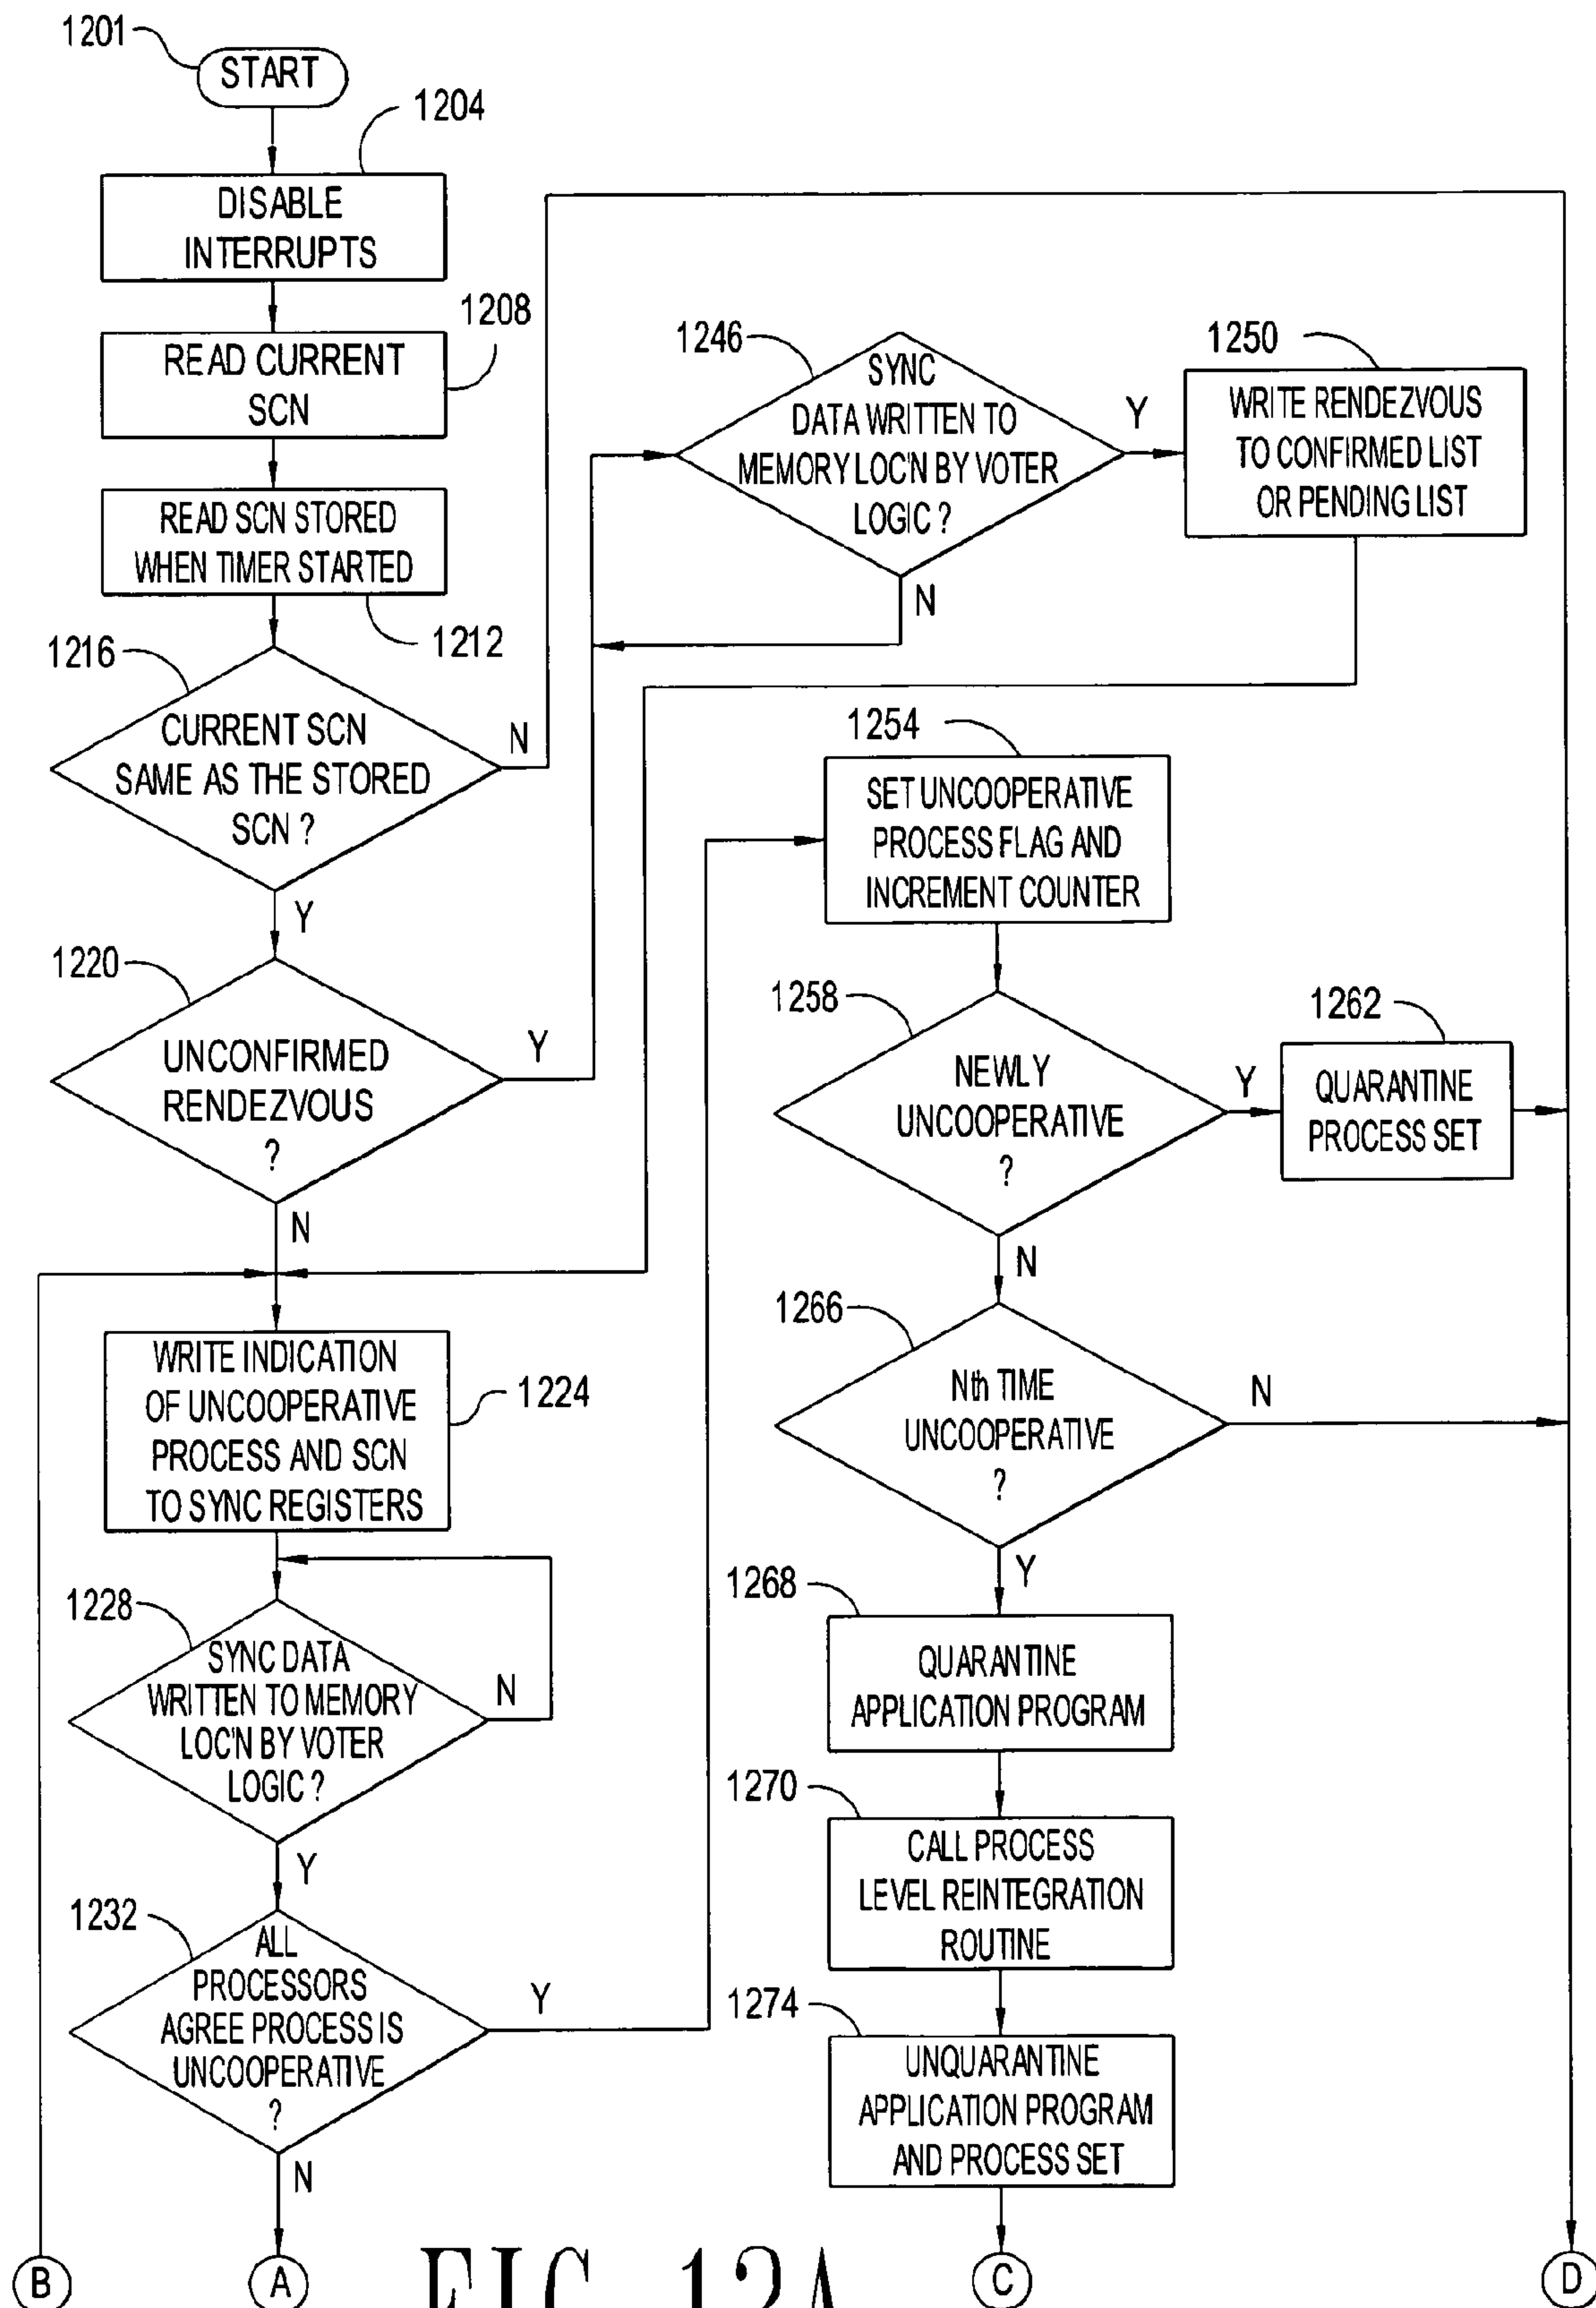 1201
START
1204
DISABLE
INTERRUPTS
1208
READ CURRENT
SCN
READ SCN STORED
WHEN TIMER STARTED
1212
1216
CURRENT SCN
SAME AS THE STORED
SCN ?
N
Y
1220
UNCONFIRMED
RENDEZVOUS
?
Y
N
WRITE INDICATION
OF UNCOOPERATIVE
PROCESS AND SCN
TO SYNC REGISTERS
1224
1228
SYNC DATA
WRITTEN TO MEMORY
LOC'N BY VOTER
LOGIC ?
N
Y
1232
ALL
PROCESSORS
AGREE PROCESS IS
UNCOOPERATIVE
?
Y
N
B
A
1246
SYNC
DATA WRITTEN TO
MEMORY LOC'N BY VOTER
LOGIC ?
Y
N
1250
WRITE RENDEZVOUS
TO CONFIRMED LIST
OR PENDING LIST
1254
SET UNCOOPERATIVE
PROCESS FLAG AND
INCREMENT COUNTER
1258
NEWLY
UNCOOPERATIVE
?
Y
N
1262
QUARANTINE
PROCESS SET
1266
Nth TIME
UNCOOPERATIVE
?
N
Y
1268
QUARANTINE
APPLICATION PROGRAM
1270
CALL PROCESS
LEVEL REINTEGRATION
ROUTINE
1274
UNQUARANTINE
APPLICATION PROGRAM
AND PROCESS SET
C
D
FIG. 12A